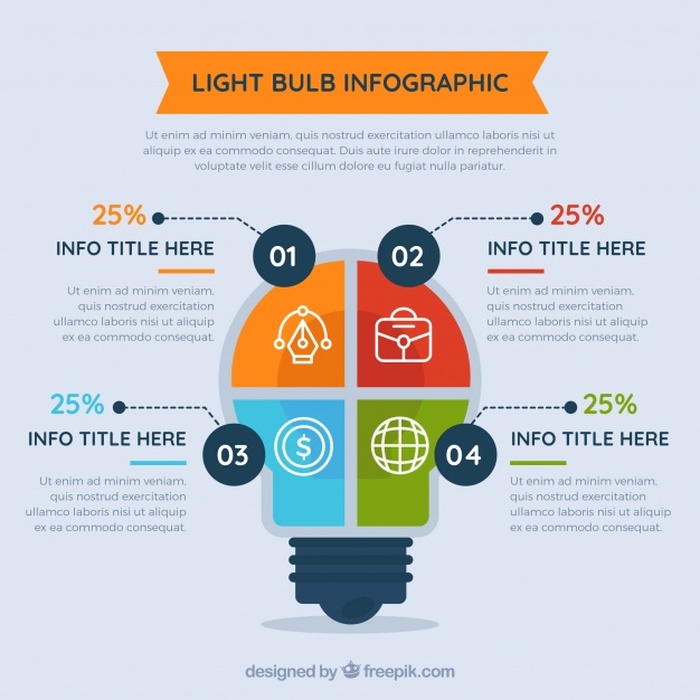 LIGHT BULB INFOGRAPHIC
Ut enim ad minim veniam, quis nostrud exercitation ullamco laboris nisi ut
aliquip ex ea commodo consequat. Duis aute irure dolor in reprehenderit in
voluptate velit esse cillum dolore eu fugiat nulla pariatur.
25%
01
INFO TITLE HERE
Ut enim ad minim veniam,
quis nostrud exercitation
ullamco laboris nisi ut aliquip
ex ea commodo consequat.
02
25%
INFO TITLE HERE
Ut enim ad minim veniam,
quis nostrud exercitation
ullamco laboris nisi ut aliquip
ex ea commodo consequat.
25%
03
INFO TITLE HERE
Ut enim ad minim veniam,
quis nostrud exercitation
ullamco laboris nisi ut aliquip
ex ea commodo consequat.
$
04
25%
INFO TITLE HERE
Ut enim ad minim veniam,
quis nostrud exercitation
ullamco laboris nisi ut aliquip
ex ea commodo consequat.
designed by freepik.com